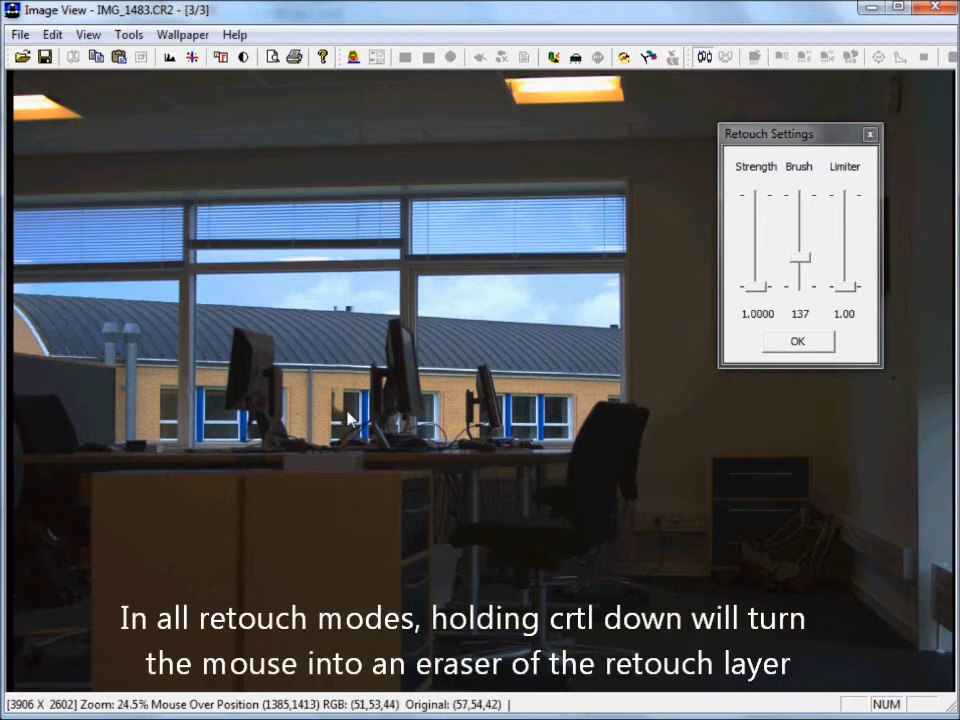 Image View - IMG_1483.CR2 - [3/3]
File Edit View Tools Wallpaper Help
Retouch Settings
Strength Brush Limiter
1.0000 137 1.00
OK
In all retouch modes, holding crtl down will turn
the mouse into an eraser of the retouch layer
[3906 X 2602] Zoom: 24.5% Mouse Over Position (1385,1413) RGB: (51,53,44) Original: (57,54,42) | NUM